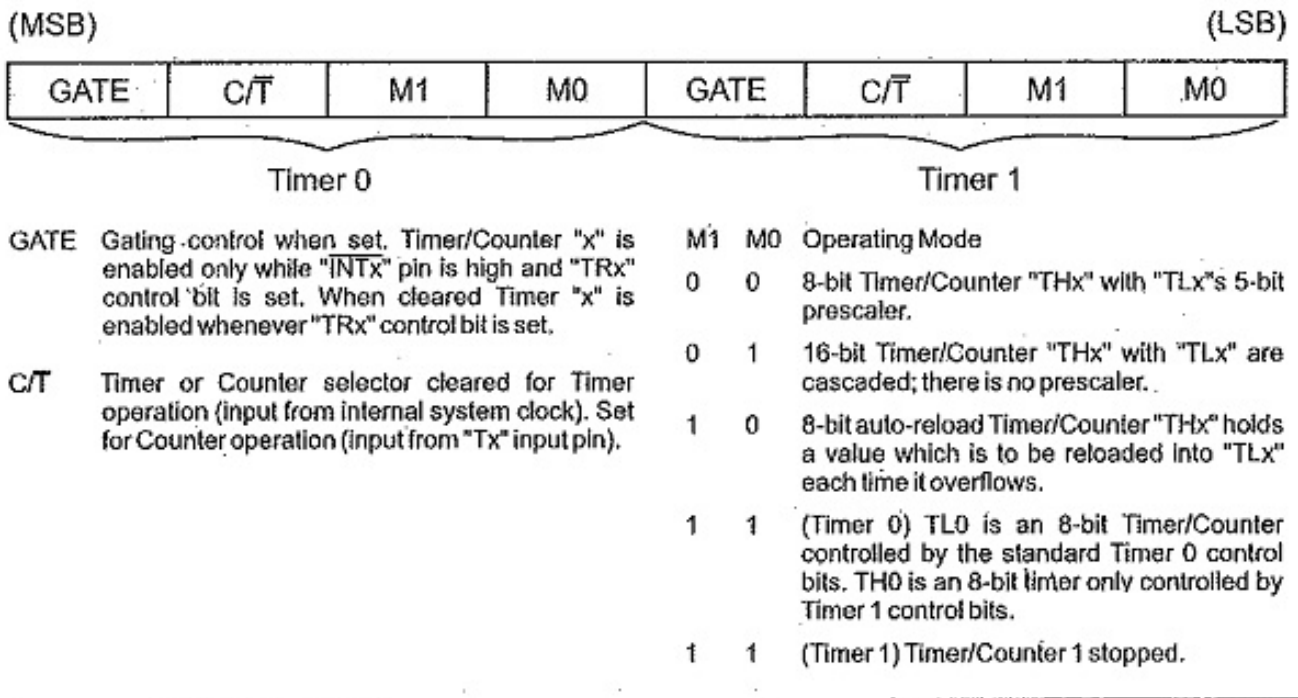 (MSB) (LSB)
GATE C/T̅ M1 M0 GATE C/T̅ M1 M0
Timer 0 Timer 1
GATE Gating control when set. Timer/Counter "x" is
enabled only while "I̅N̅T̅x̅" pin is high and "TRx"
control bit is set. When cleared Timer "x" is
enabled whenever "TRx" control bit is set.
C/T̅ Timer or Counter selector cleared for Timer
operation (input from internal system clock). Set
for Counter operation (input from "Tx" input pin).
M1 M0 Operating Mode
0 0 8-bit Timer/Counter "THx" with "TLx"s 5-bit
prescaler.
0 1 16-bit Timer/Counter "THx" with "TLx" are
cascaded; there is no prescaler.
1 0 8-bit auto-reload Timer/Counter "THx" holds
a value which is to be reloaded into "TLx"
each time it overflows.
1 1 (Timer 0) TL0 is an 8-bit Timer/Counter
controlled by the standard Timer 0 control
bits. TH0 is an 8-bit timer only controlled by
Timer 1 control bits.
1 1 (Timer 1) Timer/Counter 1 stopped.